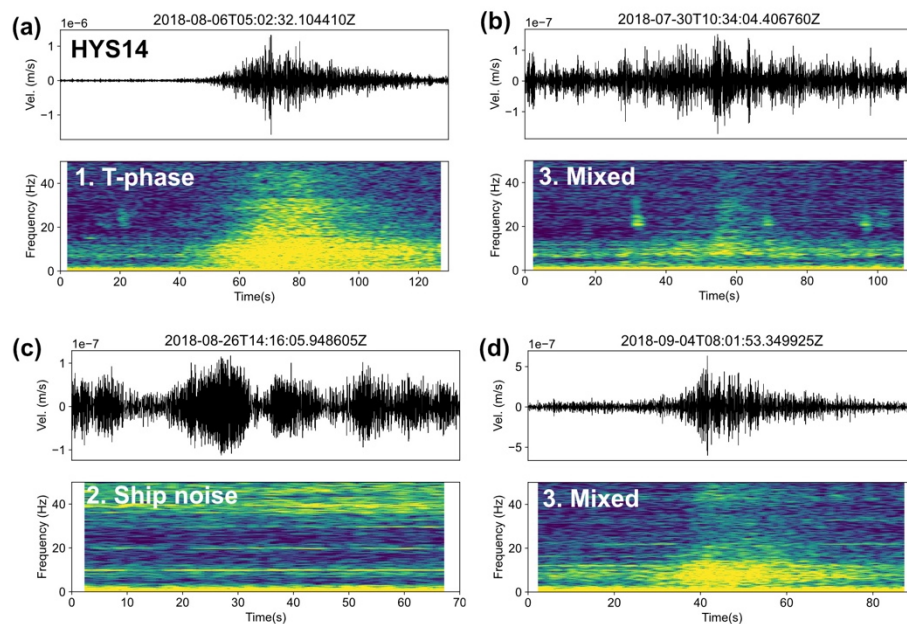 (a)
2018-08-06T05:02:32.104410Z
1e-6
HYS14
Vel. (m/s)
1
0
−1
1. T-phase
Frequency (Hz)
40
20
0
0 20 40 60 80 100 120
Time(s)
(b)
2018-07-30T10:34:04.406760Z
1e-7
Vel. (m/s)
1
0
−1
3. Mixed
Frequency (Hz)
40
20
0
0 20 40 60 80 100
Time(s)
(c)
2018-08-26T14:16:05.948605Z
1e-7
Vel. (m/s)
1
0
−1
2. Ship noise
Frequency (Hz)
40
20
0
0 10 20 30 40 50 60 70
Time(s)
(d)
2018-09-04T08:01:53.349925Z
5e-7
Vel. (m/s)
5
0
−5
3. Mixed
Frequency (Hz)
40
20
0
0 20 40 60 80
Time(s)